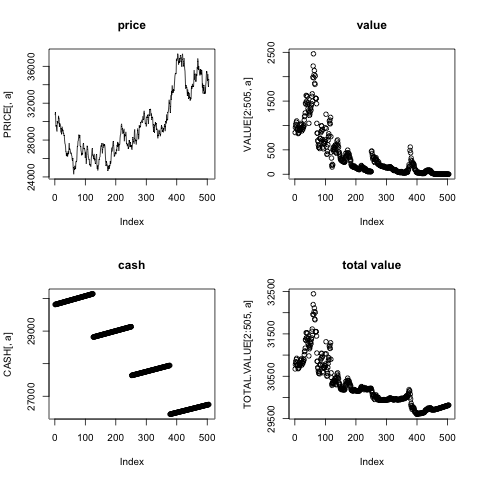 price
PRICE[, a]
24000 28000 32000 36000
0 100 200 300 400 500
Index
value
VALUE[2:505, a]
0 500 1500 2500
0 100 200 300 400 500
Index
cash
CASH[, a]
27000 29000
0 100 200 300 400 500
Index
total value
TOTAL.VALUE[2:505, a]
29500 30500 31500 32500
0 100 200 300 400 500
Index